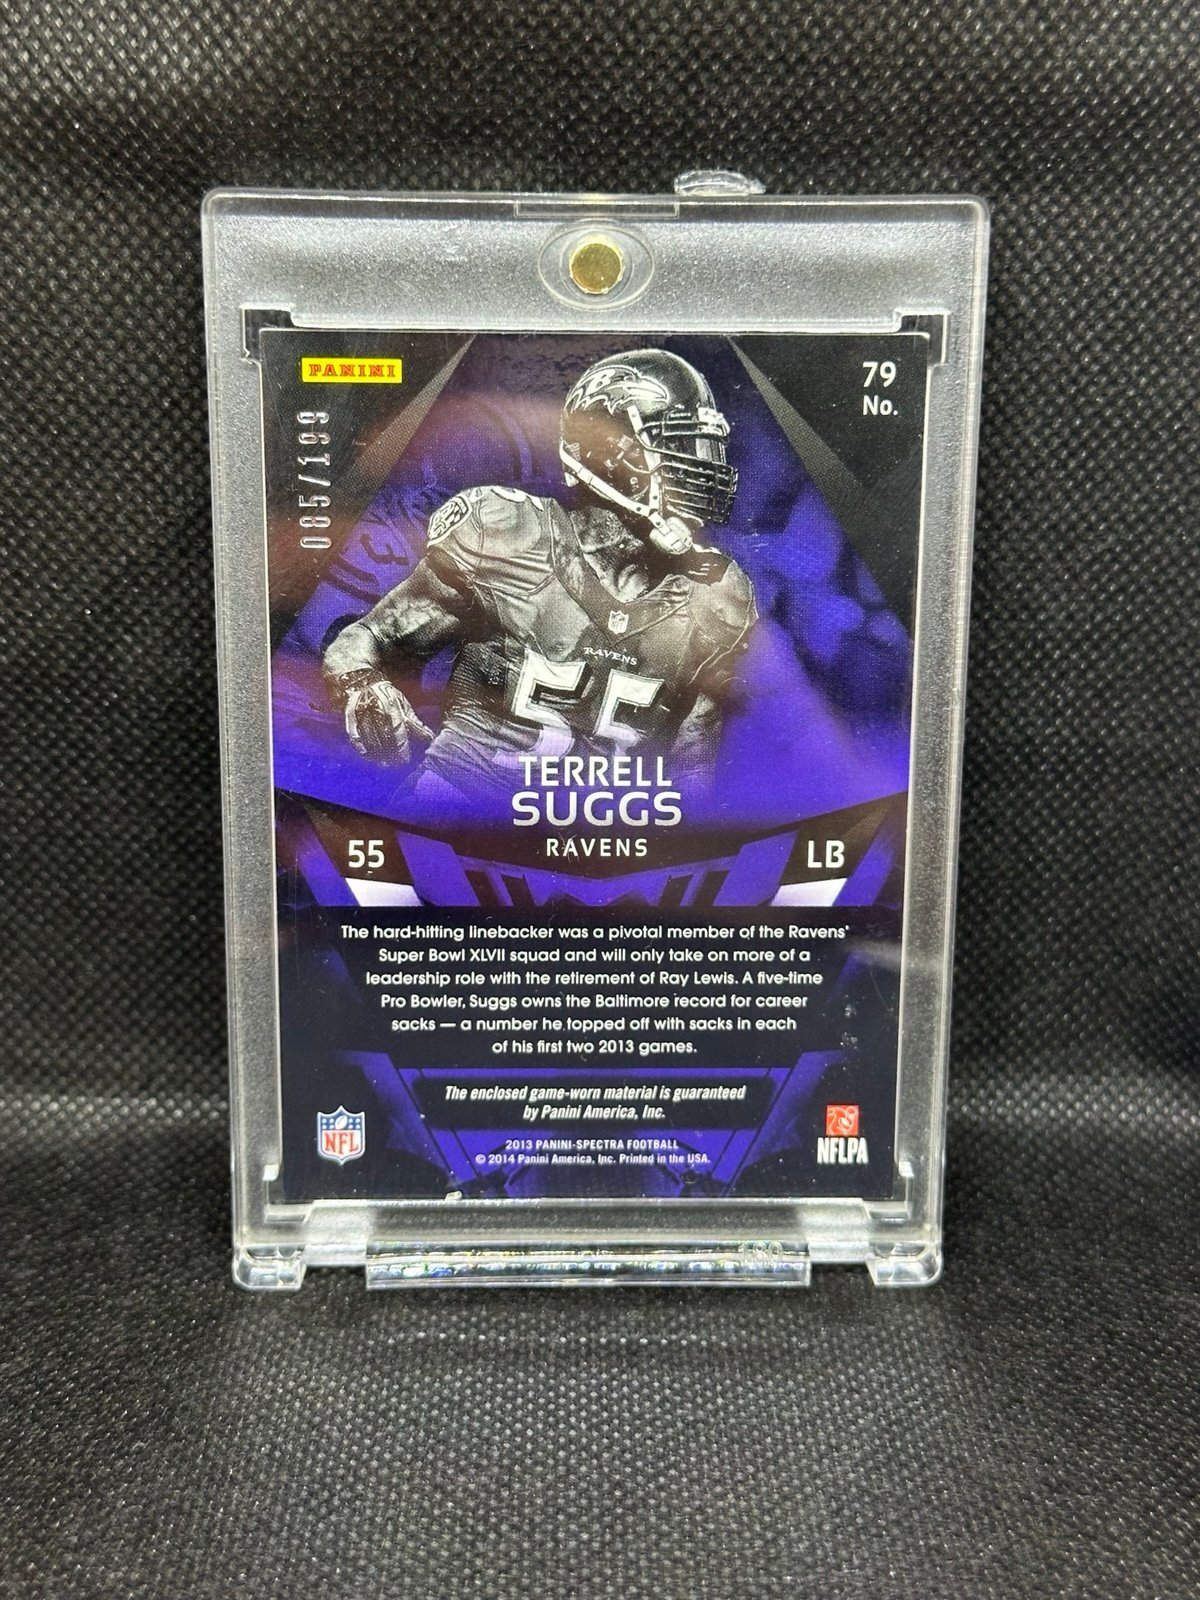 PANINI
79
No.
085/199
RAVENS
55
TERRELL
SUGGS
RAVENS
55
LB
The hard-hitting linebacker was a pivotal member of the Ravens'
Super Bowl XLVII squad and will only take on more of a
leadership role with the retirement of Ray Lewis. A five-time
Pro Bowler, Suggs owns the Baltimore record for career
sacks — a number he topped off with sacks in each
of his first two 2013 games.
The enclosed game-worn material is guaranteed
by Panini America, Inc.
NFL
2013 PANINI-SPECTRA FOOTBALL
© 2014 Panini America, Inc. Printed in the USA.
NFLPA
180